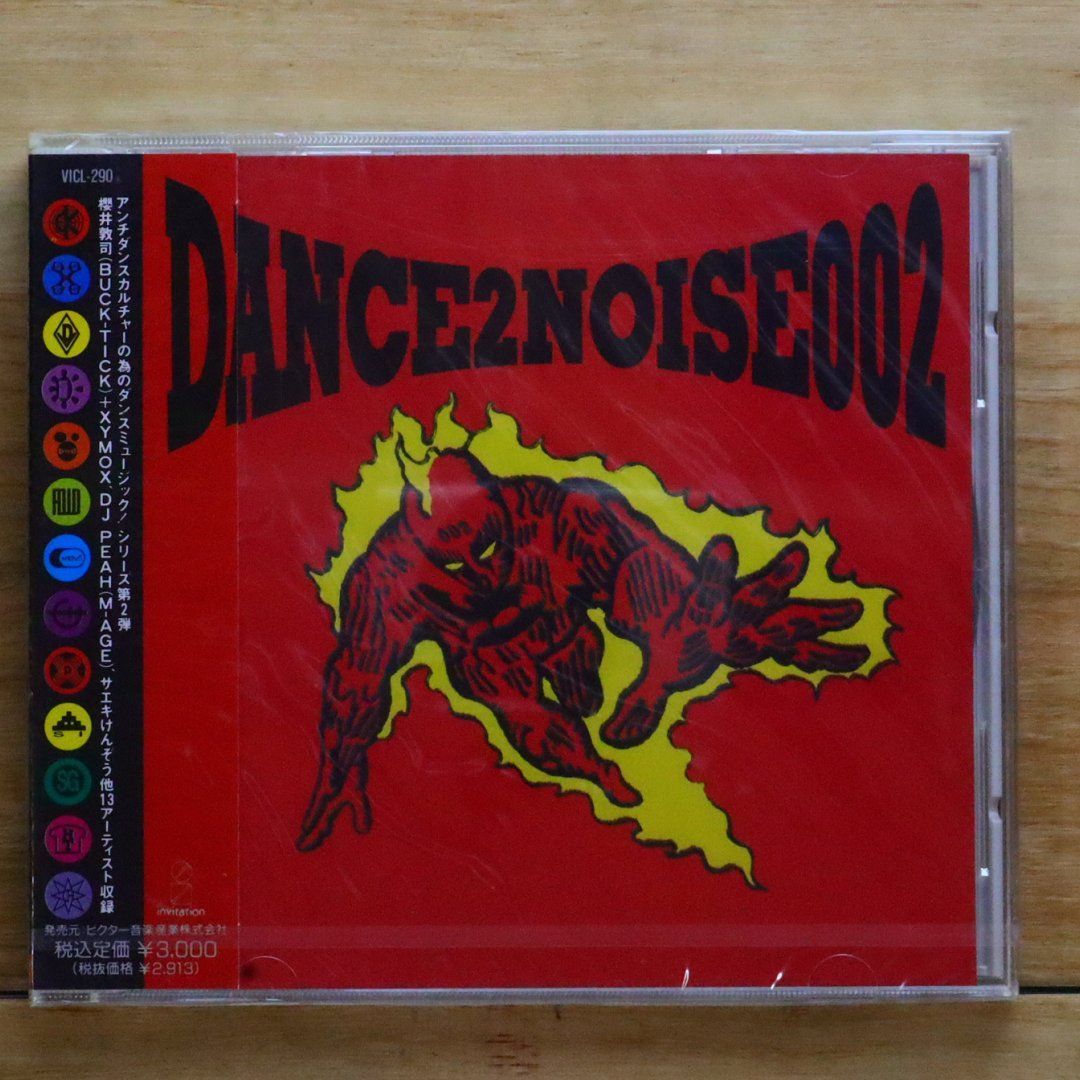 VICL-290
アンチダンスカルチャーの為のダンスミュージック! シリーズ第2弾
櫻井敦司(BUCK-TICK)+XYMOX、DJ PEAH(M-AGE)、サエキけんぞう他13アーティスト収録
DANCE2NOISE002
SG
invitation
発売元 ビクター音楽産業株式会社
税込定価 ¥3,000
(税抜価格 ¥2,913)